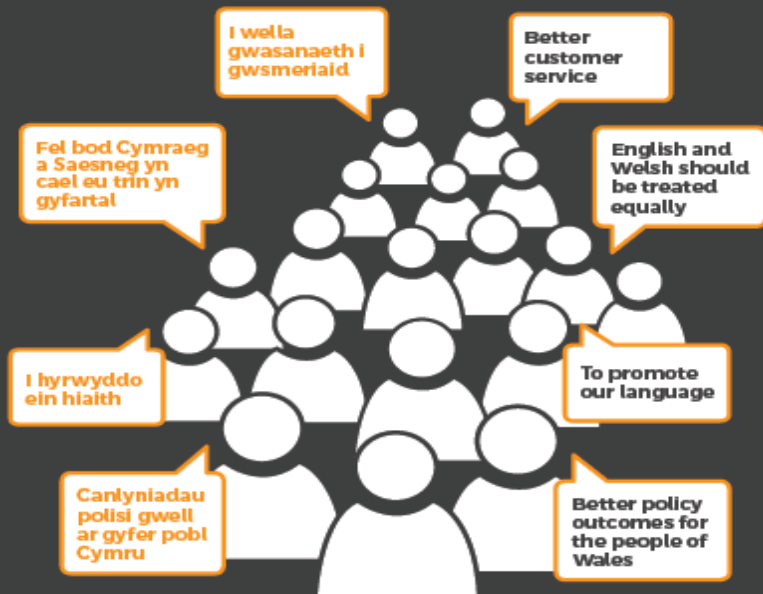 I wella
gwasanaeth i
gwsmeriaid
Better
customer
service
Fel bod Cymraeg
a Saesneg yn
cael eu trin yn
gyfartal
English and
Welsh should
be treated
equally
I hyrwyddo
ein hiaith
To promote
our language
Canlyniadau
polisi gwell
ar gyfer pobl
Cymru
Better policy
outcomes for
the people of
Wales